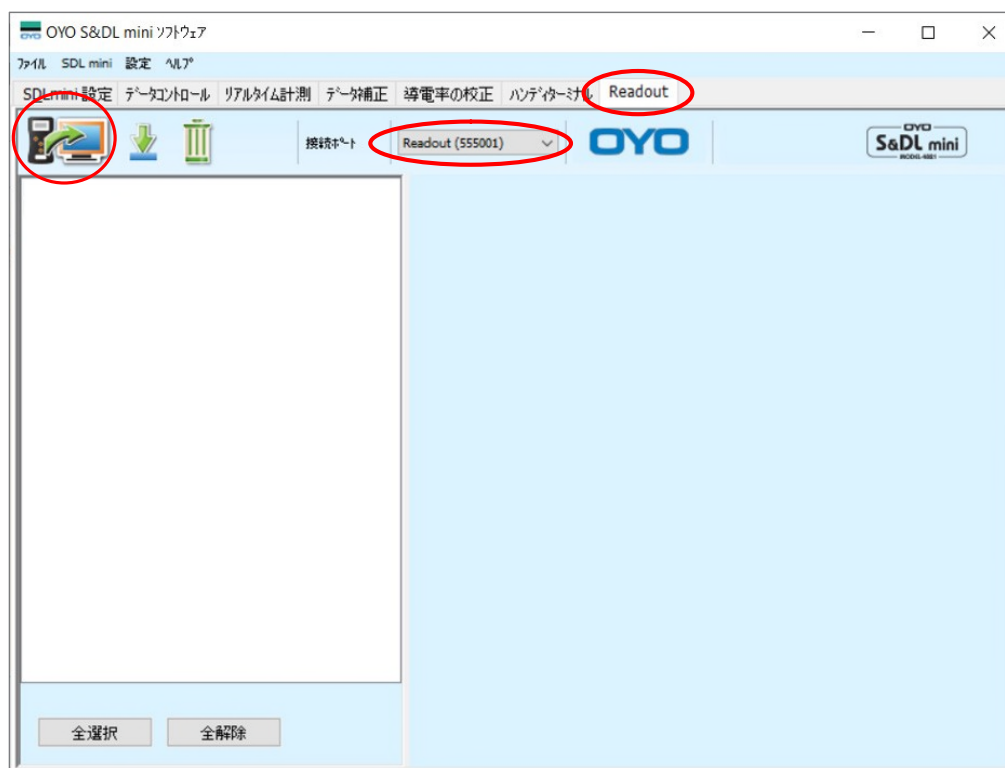 OYO S&DL mini ソフトウェア
ファイル SDL mini 設定 ヘルプ
SDLmini 設定 データコントロール リアルタイム計測 データ補正 導電率の校正 ハンディターミナル Readout
接続ポート Readout (555001) OYO OYO
S&DL mini
MODEL-4821
全選択 全解除